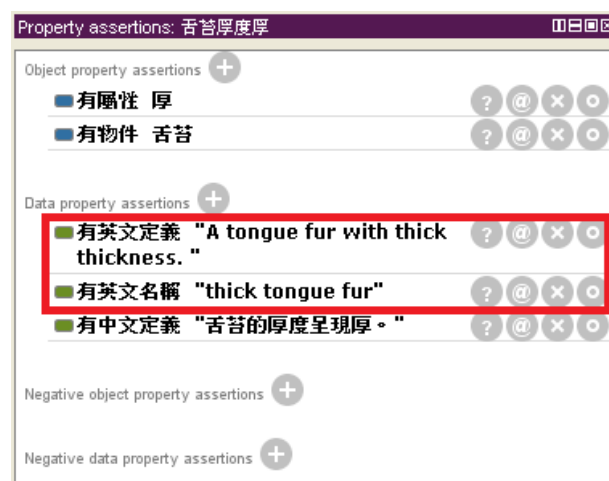 Property assertions: 舌苔厚度厚
Object property assertions
有屬性 厚
有物件 舌苔
Data property assertions
有英文定義 "A tongue fur with thick
thickness. "
有英文名稱 "thick tongue fur"
有中文定義 "舌苔的厚度呈現厚。"
Negative object property assertions
Negative data property assertions